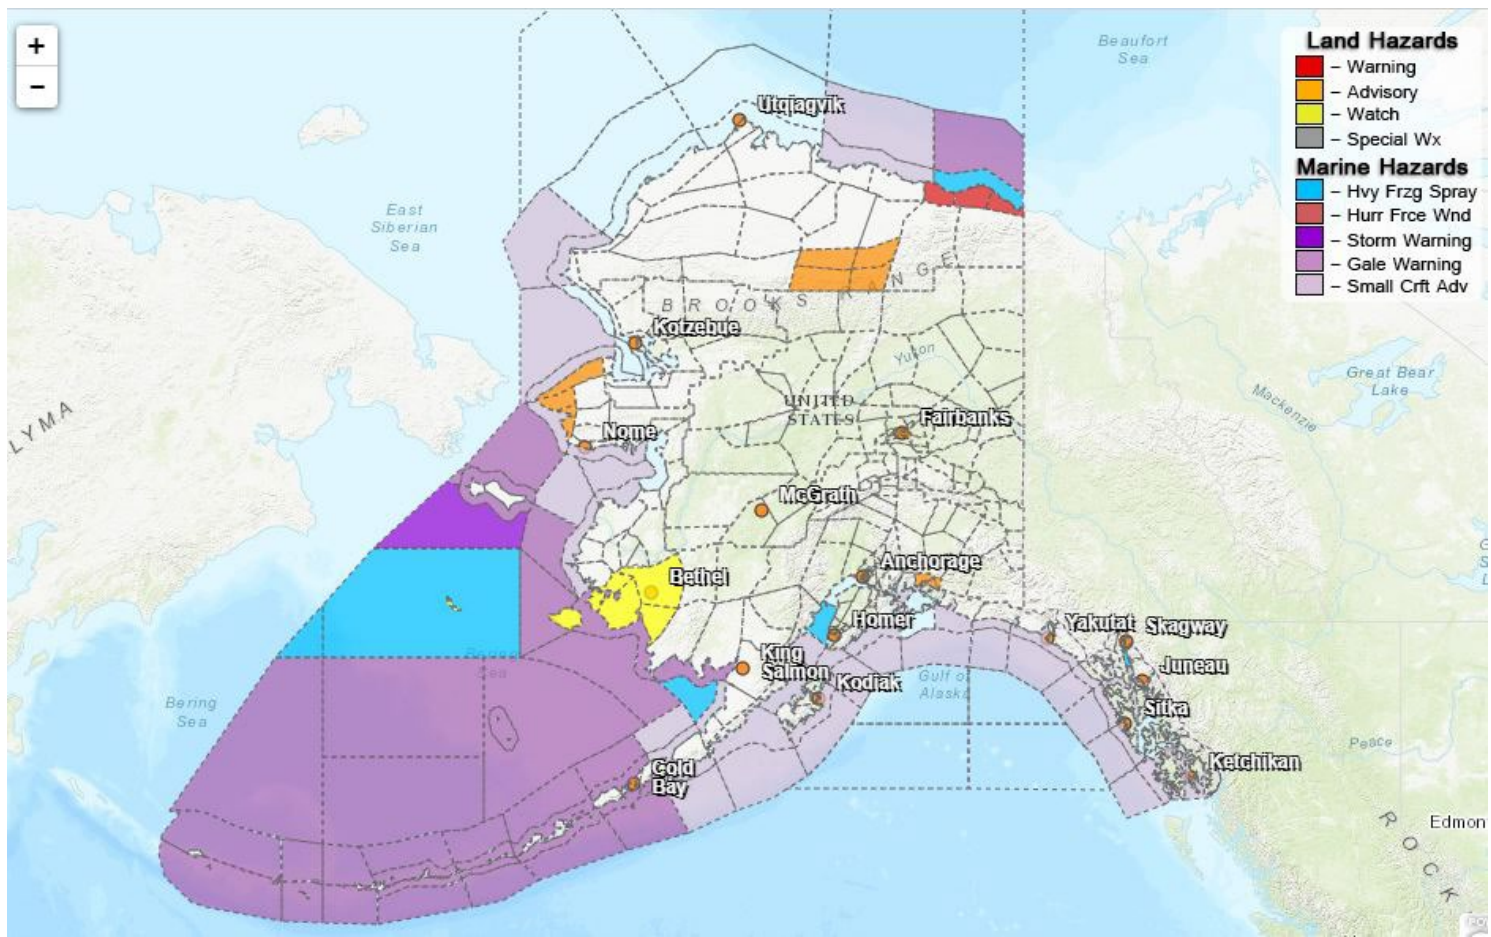 +
−
Beaufort
Sea
Land Hazards
– Warning
– Advisory
– Watch
– Special Wx
Marine Hazards
– Hvy Frzg Spray
– Hurr Frce Wnd
– Storm Warning
– Gale Warning
– Small Crft Adv
Utqiagvik
East
Siberian
Sea
BROOKS RANGE
Kotzebue
Yukon
Great Bear
Lake
Mackenzie
LYMA
UNITED
STATES
Fairbanks
Nome
McGrath
Anchorage
Bethel
Homer
Yakutat
Skagway
King
Salmon
Juneau
Kodiak
Gulf of
Alaska
Bering
Sea
Bering
Sea
Sitka
Peace
Ketchikan
Cold
Bay
Edmon
ROCK